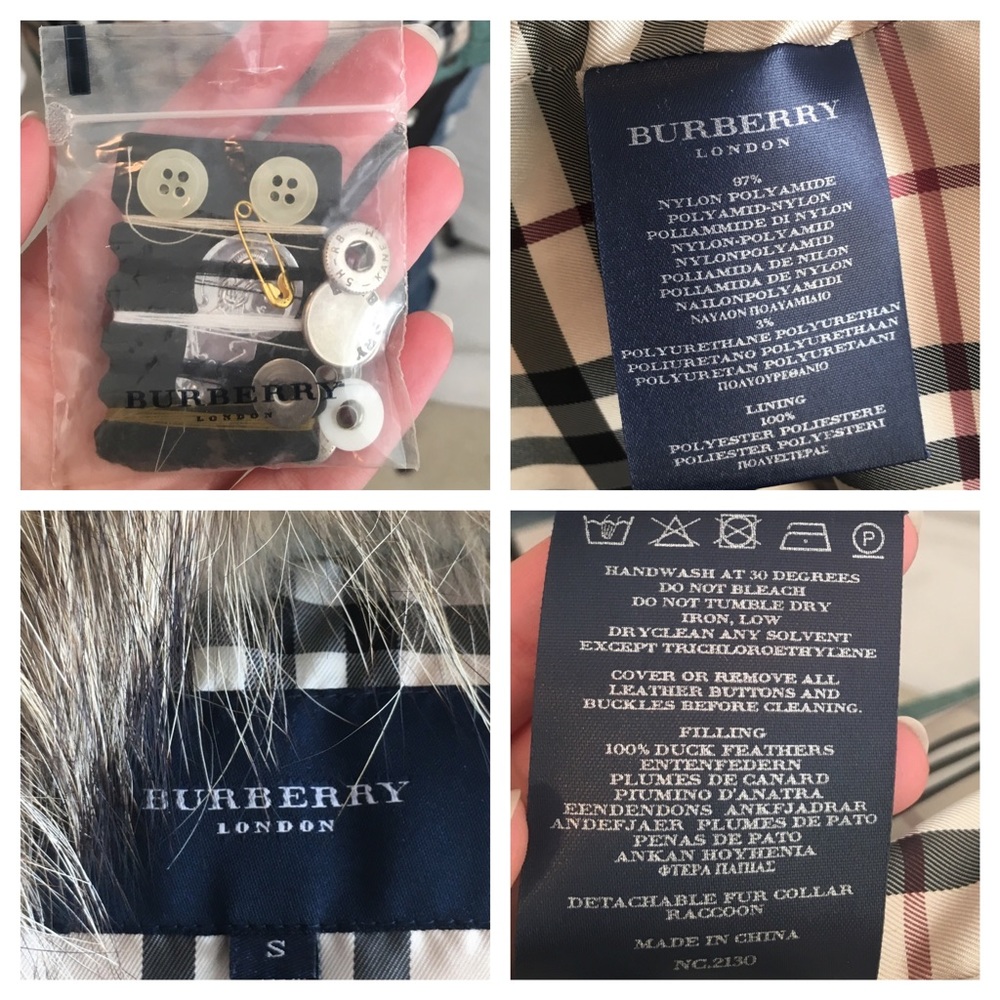 BURBERRY
LONDON
BURBERRY
LONDON
97%
NYLON POLYAMIDE
POLYAMID-NYLON
POLIAMMIDE DI NYLON
NYLON-POLYAMID
NYLONPOLYAMID
POLIAMIDA DE NILON
POLIAMIDA DE NYLON
NAILONPOLYAMIDI
ΝΑΥΛΟΝ ΠΟΛΥΑΜΙΔΙΟ
3%
POLYURETHANE POLYURETHAN
POLIURETANO POLYURETHAAN
POLYURETAN POLYURETAANI
ΠΟΛΥΟΥΡΕΘΑΝΙΟ
LINING
100%
POLYESTER POLIESTERE
POLIESTER POLYESTERI
ΠΟΛΥΕΣΤΕΡΑΣ
BURBERRY
LONDON
S
P
HANDWASH AT 30 DEGREES
DO NOT BLEACH
DO NOT TUMBLE DRY
IRON, LOW
DRYCLEAN ANY SOLVENT
EXCEPT TRICHLOROETHYLENE
COVER OR REMOVE ALL
LEATHER BUTTONS AND
BUCKLES BEFORE CLEANING.
FILLING
100% DUCK FEATHERS
ENTENFEDERN
PLUMES DE CANARD
PIUMINO D'ANATRA
EENDENDONS ANKFJADRAR
ANDEFJAER PLUMES DE PATO
PENAS DE PATO
ANKAN HOYHENIA
ΦΤΕΡΑ ΠΑΠΙΑΣ
DETACHABLE FUR COLLAR
RACCOON
MADE IN CHINA
NC.2130